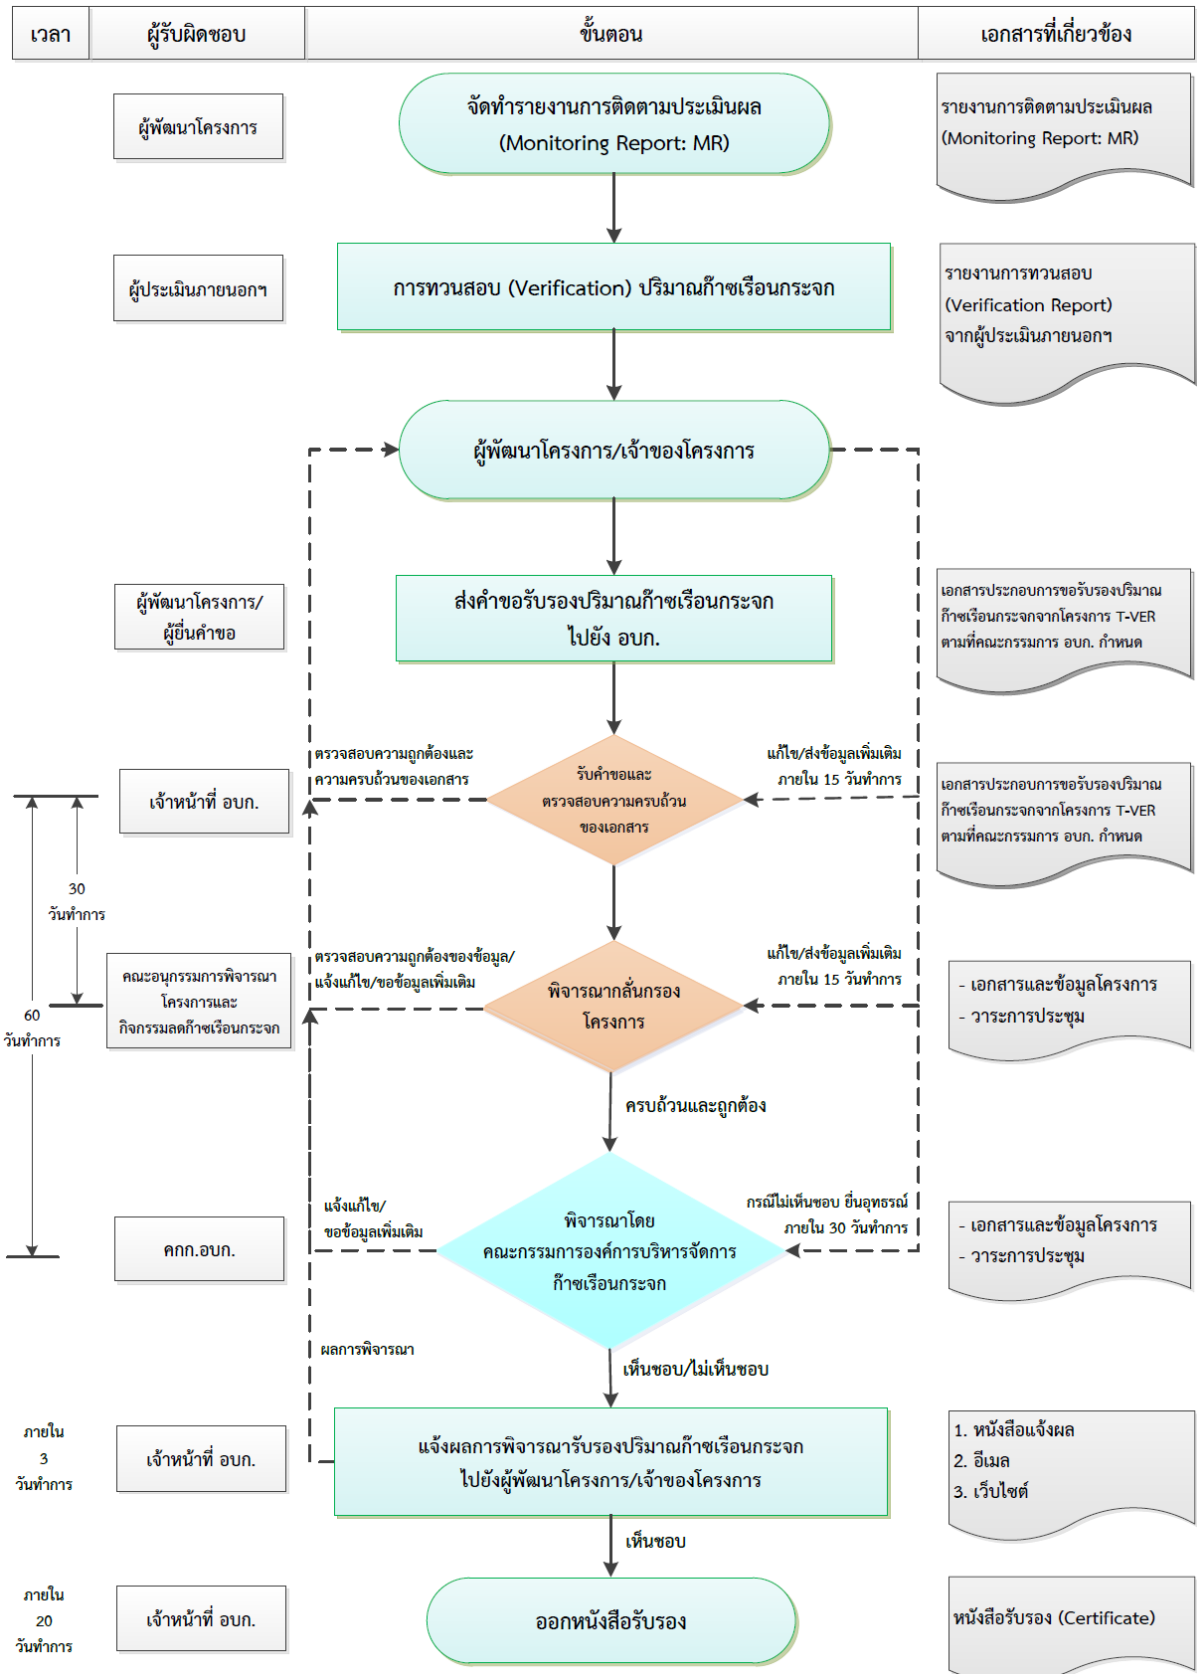 เวลา
ผู้รับผิดชอบ
ขั้นตอน
เอกสารที่เกี่ยวข้อง
ผู้พัฒนาโครงการ
จัดทำรายงานการติดตามประเมินผล
(Monitoring Report: MR)
รายงานการติดตามประเมินผล
(Monitoring Report: MR)
ผู้ประเมินภายนอกฯ
การทวนสอบ (Verification) ปริมาณก๊าซเรือนกระจก
รายงานการทวนสอบ
(Verification Report)
จากผู้ประเมินภายนอกฯ
ผู้พัฒนาโครงการ/เจ้าของโครงการ
ผู้พัฒนาโครงการ/
ผู้ยื่นคำขอ
ส่งคำขอรับรองปริมาณก๊าซเรือนกระจก
ไปยัง อบก.
เอกสารประกอบการขอรับรองปริมาณ
ก๊าซเรือนกระจกจากโครงการ T-VER
ตามที่คณะกรรมการ อบก. กำหนด
เจ้าหน้าที่ อบก.
ตรวจสอบความถูกต้องและ
ความครบถ้วนของเอกสาร
รับคำขอและ
ตรวจสอบความครบถ้วน
ของเอกสาร
แก้ไข/ส่งข้อมูลเพิ่มเติม
ภายใน 15 วันทำการ
เอกสารประกอบการขอรับรองปริมาณ
ก๊าซเรือนกระจกจากโครงการ T-VER
ตามที่คณะกรรมการ อบก. กำหนด
30
วันทำการ
60
วันทำการ
คณะอนุกรรมการพิจารณา
โครงการและ
กิจกรรมลดก๊าซเรือนกระจก
ตรวจสอบความถูกต้องของข้อมูล/
แจ้งแก้ไข/ขอข้อมูลเพิ่มเติม
พิจารณากลั่นกรอง
โครงการ
แก้ไข/ส่งข้อมูลเพิ่มเติม
ภายใน 15 วันทำการ
- เอกสารและข้อมูลโครงการ
- วาระการประชุม
ครบถ้วนและถูกต้อง
คกก.อบก.
แจ้งแก้ไข/
ขอข้อมูลเพิ่มเติม
พิจารณาโดย
คณะกรรมการองค์การบริหารจัดการ
ก๊าซเรือนกระจก
กรณีไม่เห็นชอบ ยื่นอุทธรณ์
ภายใน 30 วันทำการ
- เอกสารและข้อมูลโครงการ
- วาระการประชุม
ผลการพิจารณา
เห็นชอบ/ไม่เห็นชอบ
ภายใน
3
วันทำการ
เจ้าหน้าที่ อบก.
แจ้งผลการพิจารณารับรองปริมาณก๊าซเรือนกระจก
ไปยังผู้พัฒนาโครงการ/เจ้าของโครงการ
1. หนังสือแจ้งผล
2. อีเมล
3. เว็บไซต์
เห็นชอบ
ภายใน
20
วันทำการ
เจ้าหน้าที่ อบก.
ออกหนังสือรับรอง
หนังสือรับรอง (Certificate)